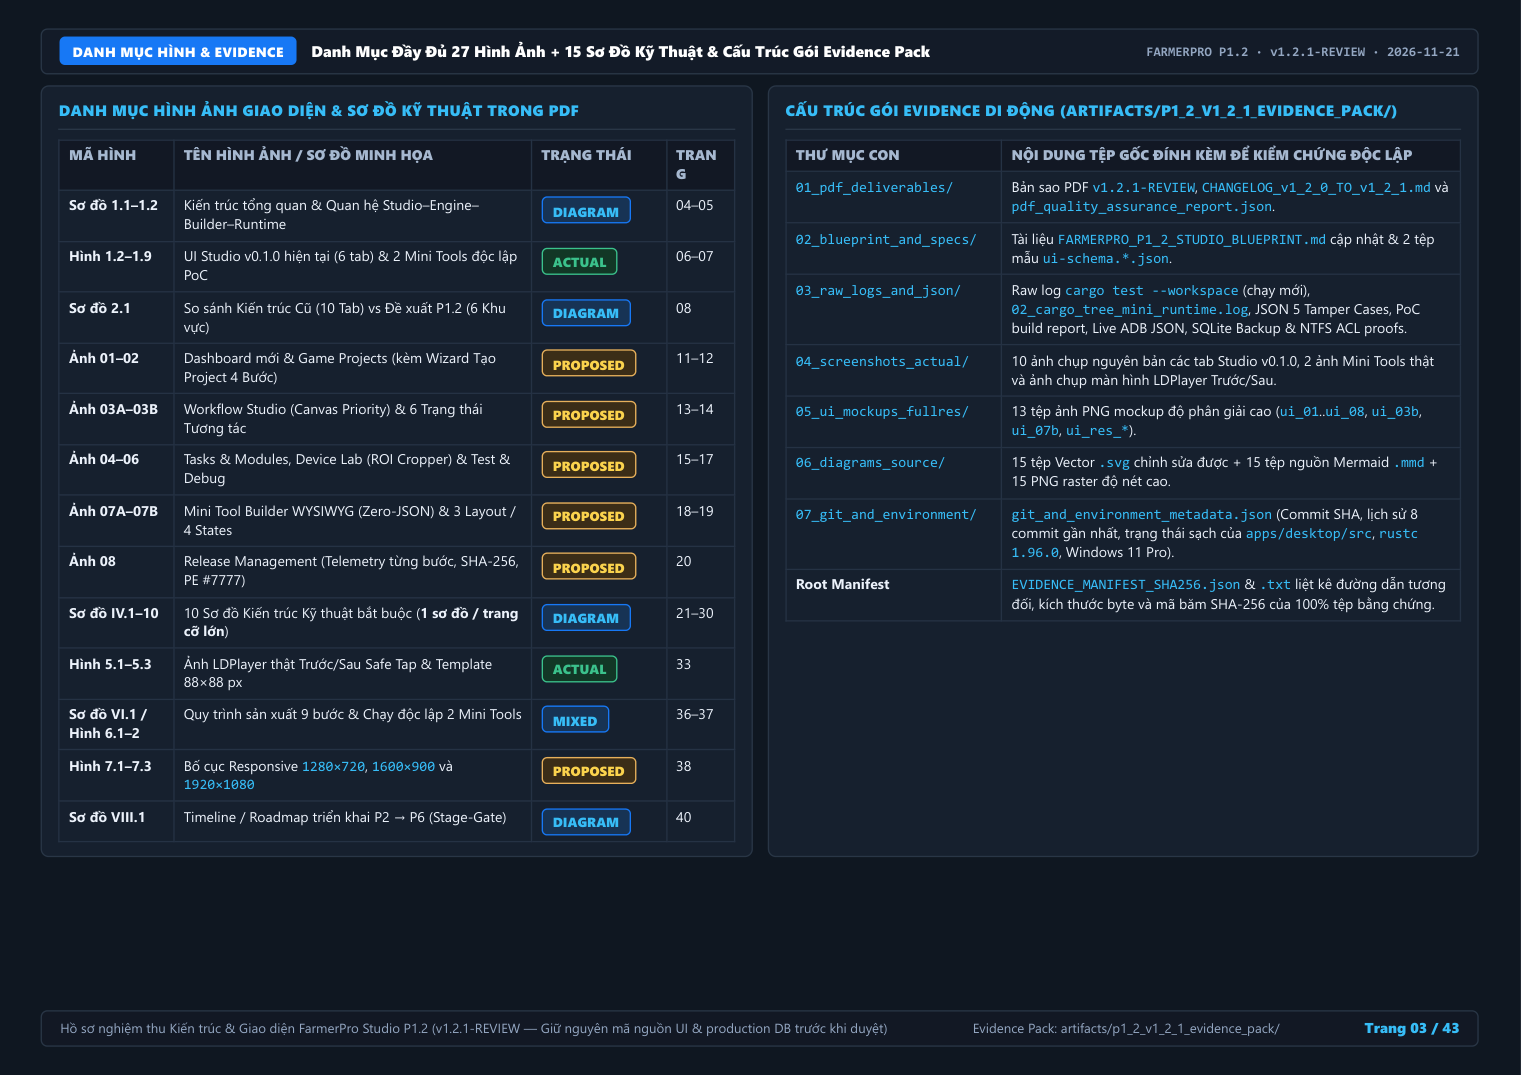 DANH MỤC HÌNH & EVIDENCE
Danh Mục Đầy Đủ 27 Hình Ảnh + 15 Sơ Đồ Kỹ Thuật & Cấu Trúc Gói Evidence Pack
FARMERPRO P1.2 · v1.2.1-REVIEW · 2026-11-21
DANH MỤC HÌNH ẢNH GIAO DIỆN & SƠ ĐỒ KỸ THUẬT TRONG PDF
MÃ HÌNH
TÊN HÌNH ẢNH / SƠ ĐỒ MINH HỌA
TRẠNG THÁI
TRAN
G
Sơ đồ 1.1–1.2
Kiến trúc tổng quan & Quan hệ Studio–Engine–
Builder–Runtime
DIAGRAM
04–05
Hình 1.2–1.9
UI Studio v0.1.0 hiện tại (6 tab) & 2 Mini Tools độc lập
PoC
ACTUAL
06–07
Sơ đồ 2.1
So sánh Kiến trúc Cũ (10 Tab) vs Đề xuất P1.2 (6 Khu
vực)
DIAGRAM
08
Ảnh 01–02
Dashboard mới & Game Projects (kèm Wizard Tạo
Project 4 Bước)
PROPOSED
11–12
Ảnh 03A–03B
Workflow Studio (Canvas Priority) & 6 Trạng thái
Tương tác
PROPOSED
13–14
Ảnh 04–06
Tasks & Modules, Device Lab (ROI Cropper) & Test &
Debug
PROPOSED
15–17
Ảnh 07A–07B
Mini Tool Builder WYSIWYG (Zero-JSON) & 3 Layout /
4 States
PROPOSED
18–19
Ảnh 08
Release Management (Telemetry từng bước, SHA-256,
PE #7777)
PROPOSED
20
Sơ đồ IV.1–10
10 Sơ đồ Kiến trúc Kỹ thuật bắt buộc (1 sơ đồ / trang
cỡ lớn)
DIAGRAM
21–30
Hình 5.1–5.3
Ảnh LDPlayer thật Trước/Sau Safe Tap & Template
88×88 px
ACTUAL
33
Sơ đồ VI.1 /
Hình 6.1–2
Quy trình sản xuất 9 bước & Chạy độc lập 2 Mini Tools
MIXED
36–37
Hình 7.1–7.3
Bố cục Responsive 1280×720, 1600×900 và
1920×1080
PROPOSED
38
Sơ đồ VIII.1
Timeline / Roadmap triển khai P2 → P6 (Stage-Gate)
DIAGRAM
40
CẤU TRÚC GÓI EVIDENCE DI ĐỘNG (ARTIFACTS/P1_2_V1_2_1_EVIDENCE_PACK/)
THƯ MỤC CON
NỘI DUNG TỆP GỐC ĐÍNH KÈM ĐỂ KIỂM CHỨNG ĐỘC LẬP
01_pdf_deliverables/
Bản sao PDF v1.2.1-REVIEW, CHANGELOG_v1_2_0_TO_v1_2_1.md và
pdf_quality_assurance_report.json.
02_blueprint_and_specs/
Tài liệu FARMERPRO_P1_2_STUDIO_BLUEPRINT.md cập nhật & 2 tệp
mẫu ui-schema.*.json.
03_raw_logs_and_json/
Raw log cargo test --workspace (chạy mới),
02_cargo_tree_mini_runtime.log, JSON 5 Tamper Cases, PoC
build report, Live ADB JSON, SQLite Backup & NTFS ACL proofs.
04_screenshots_actual/
10 ảnh chụp nguyên bản các tab Studio v0.1.0, 2 ảnh Mini Tools thật
và ảnh chụp màn hình LDPlayer Trước/Sau.
05_ui_mockups_fullres/
13 tệp ảnh PNG mockup độ phân giải cao (ui_01..ui_08, ui_03b,
ui_07b, ui_res_*).
06_diagrams_source/
15 tệp Vector .svg chỉnh sửa được + 15 tệp nguồn Mermaid .mmd +
15 PNG raster độ nét cao.
07_git_and_environment/
git_and_environment_metadata.json (Commit SHA, lịch sử 8
commit gần nhất, trạng thái sạch của apps/desktop/src, rustc
1.96.0, Windows 11 Pro).
Root Manifest
EVIDENCE_MANIFEST_SHA256.json & .txt liệt kê đường dẫn tương
đối, kích thước byte và mã băm SHA-256 của 100% tệp bằng chứng.
Hồ sơ nghiệm thu Kiến trúc & Giao diện FarmerPro Studio P1.2 (v1.2.1-REVIEW — Giữ nguyên mã nguồn UI & production DB trước khi duyệt)
Evidence Pack: artifacts/p1_2_v1_2_1_evidence_pack/
Trang 03 / 43